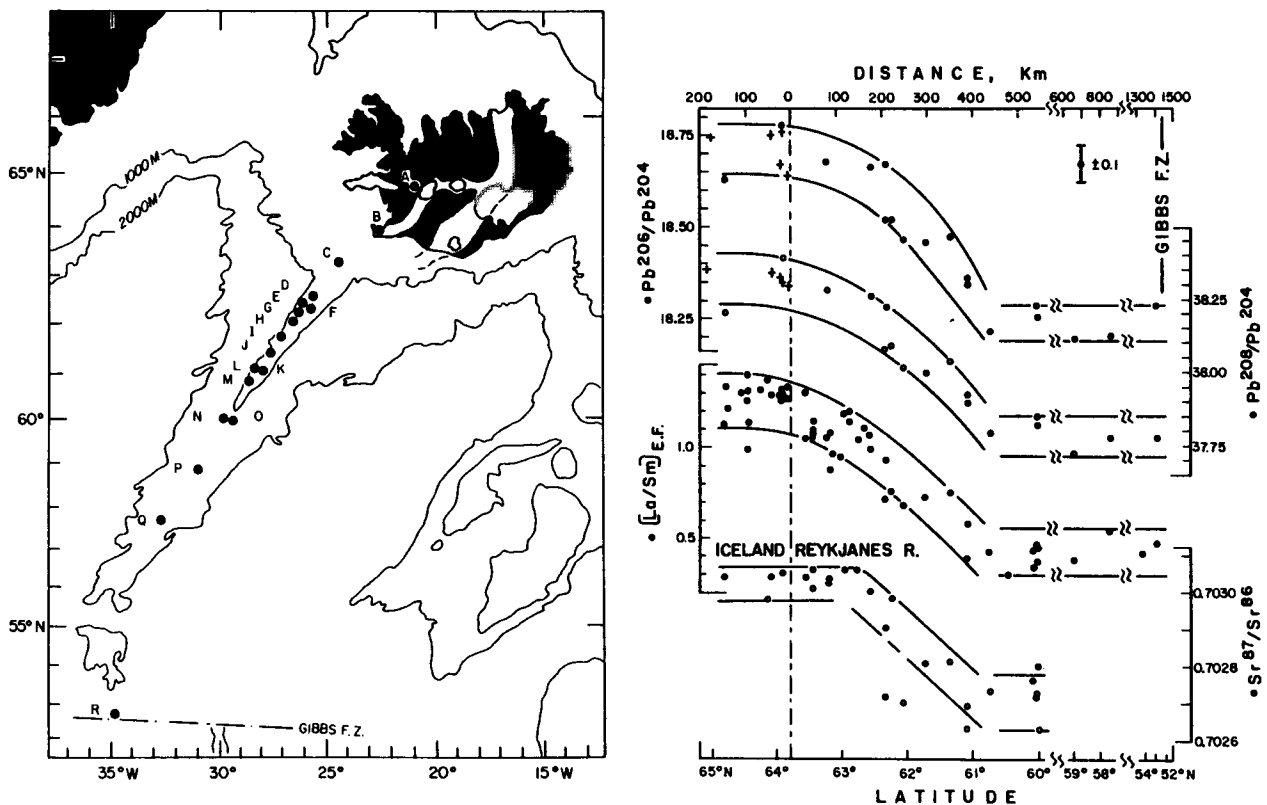 1000M
2000M
65°N
60°
55°N
A
B
C
D
E
G
F
H
I
J
L
K
M
N
O
P
Q
R
GIBBS F.Z.
35°W
30°
25°
20°
15°W
DISTANCE, Km
200 100 0 100 200 300 400 500 600 800 1300 1500
18.75
18.50
18.25
• Pb206/Pb204
±0.1
GIBBS F.Z.
38.25
38.00
37.75
• Pb208/Pb204
1.0
0.5
• [La/Sm] E.F.
ICELAND REYKJANES R.
0.7030
0.7028
0.7026
• Sr87/Sr86
65°N 64° 63° 62° 61° 60° 59° 58° 54° 52°N
LATITUDE